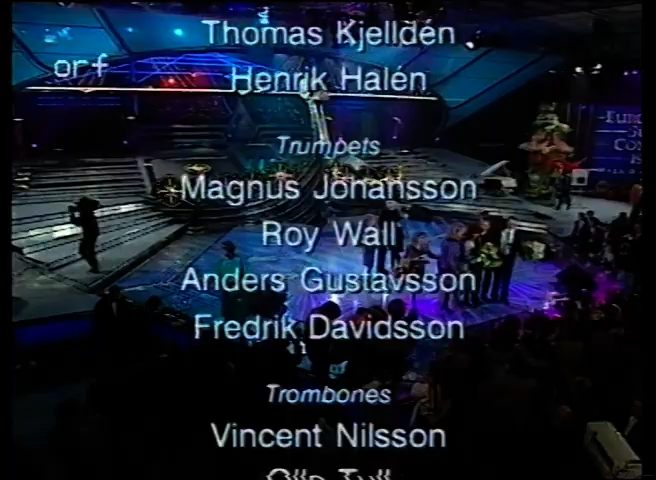 Thomas Kjelldén
orf
Henrik Halén
Trumpets
Magnus Johansson
Roy Wall
Anders Gustavsson
Fredrik Davidsson
Trombones
Vincent Nilsson